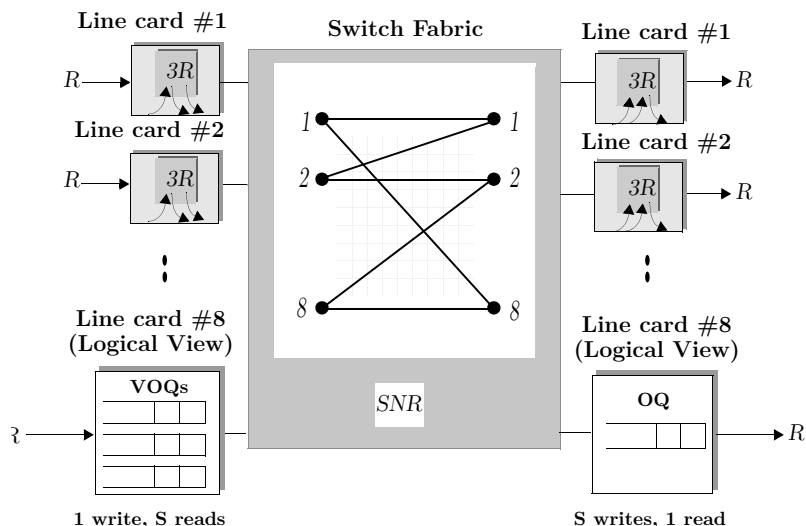 Line card #1
Switch Fabric
Line card #1
R
3R
3R
R
Line card #2
1
1
Line card #2
R
3R
2
2
3R
R
8
8
Line card #8
(Logical View)
Line card #8
(Logical View)
VOQs
SNR
OQ
R
R
1 write, S reads
S writes, 1 read